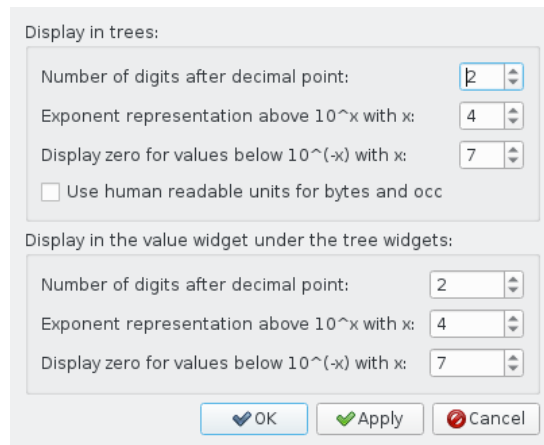 Display in trees:
Number of digits after decimal point: 2
Exponent representation above 10^x with x: 4
Display zero for values below 10^(-x) with x: 7
Use human readable units for bytes and occ
Display in the value widget under the tree widgets:
Number of digits after decimal point: 2
Exponent representation above 10^x with x: 4
Display zero for values below 10^(-x) with x: 7
OK Apply Cancel